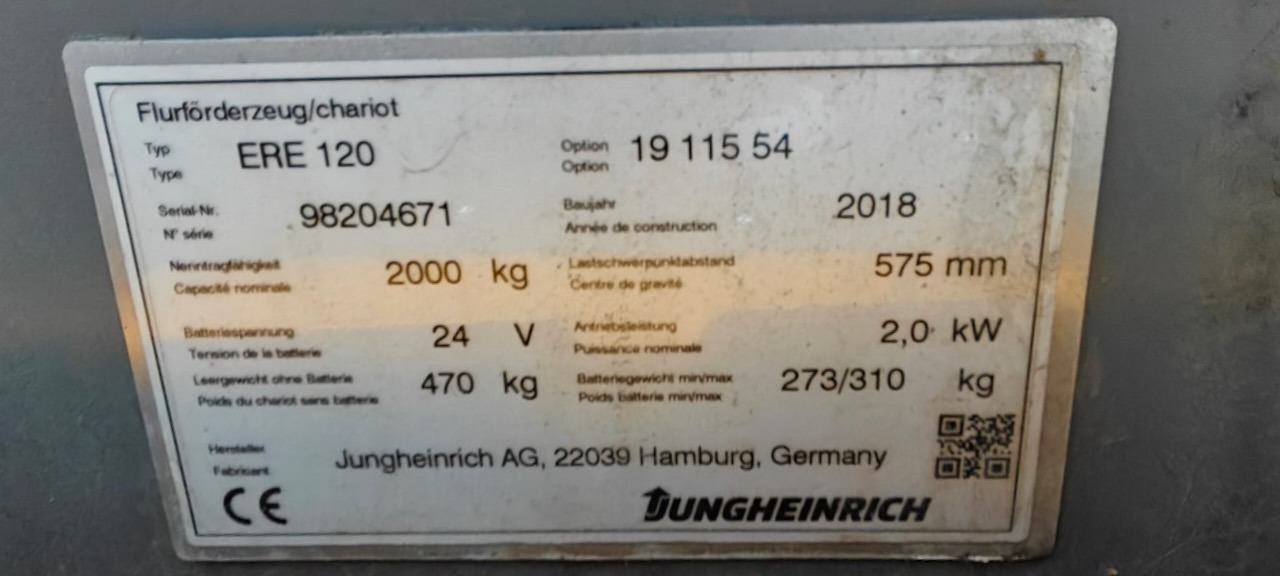 Flurförderzeug/chariot
Typ ERE 120 Option 19 115 54
Type Option
Serial-Nr. 98204671 Baujahr 2018
N° série Année de construction
Nenntragfähigkeit 2000 kg Lastschwerpunktabstand 575 mm
Capacité nominale Centre de gravité
Batteriespannung 24 V Antriebsleistung 2,0 kW
Tension de la batterie Puissance nominale
Leergewicht ohne Batterie 470 kg Batteriegewicht min/max 273/310 kg
Poids du chariot sans batterie Poids batterie min/max
Hersteller Jungheinrich AG, 22039 Hamburg, Germany
Fabricant
CE JUNGHEINRICH